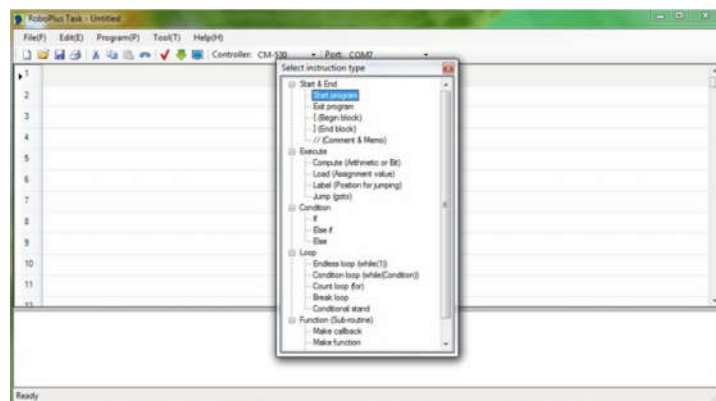 RoboPlus Task - Untitled
File(F) Edit(E) Program(P) Tool(T) Help(H)
Controller: CM-530 Port: COM7
Select instruction type
Start & End
Start program
Exit program
{ (Begin block)
} (End block)
// (Comment & Memo)
Execute
Compute (Arithmetic or Bit)
Load (Assignment value)
Label (Position for jumping)
Jump (goto)
Condition
If
Else if
Else
Loop
Endless loop (while(1))
Condition loop (while(Condition))
Count loop (for)
Break loop
Conditional stand
Function (Sub-routine)
Make callback
Make function
1
2
3
4
5
6
7
8
9
10
11
12
Ready